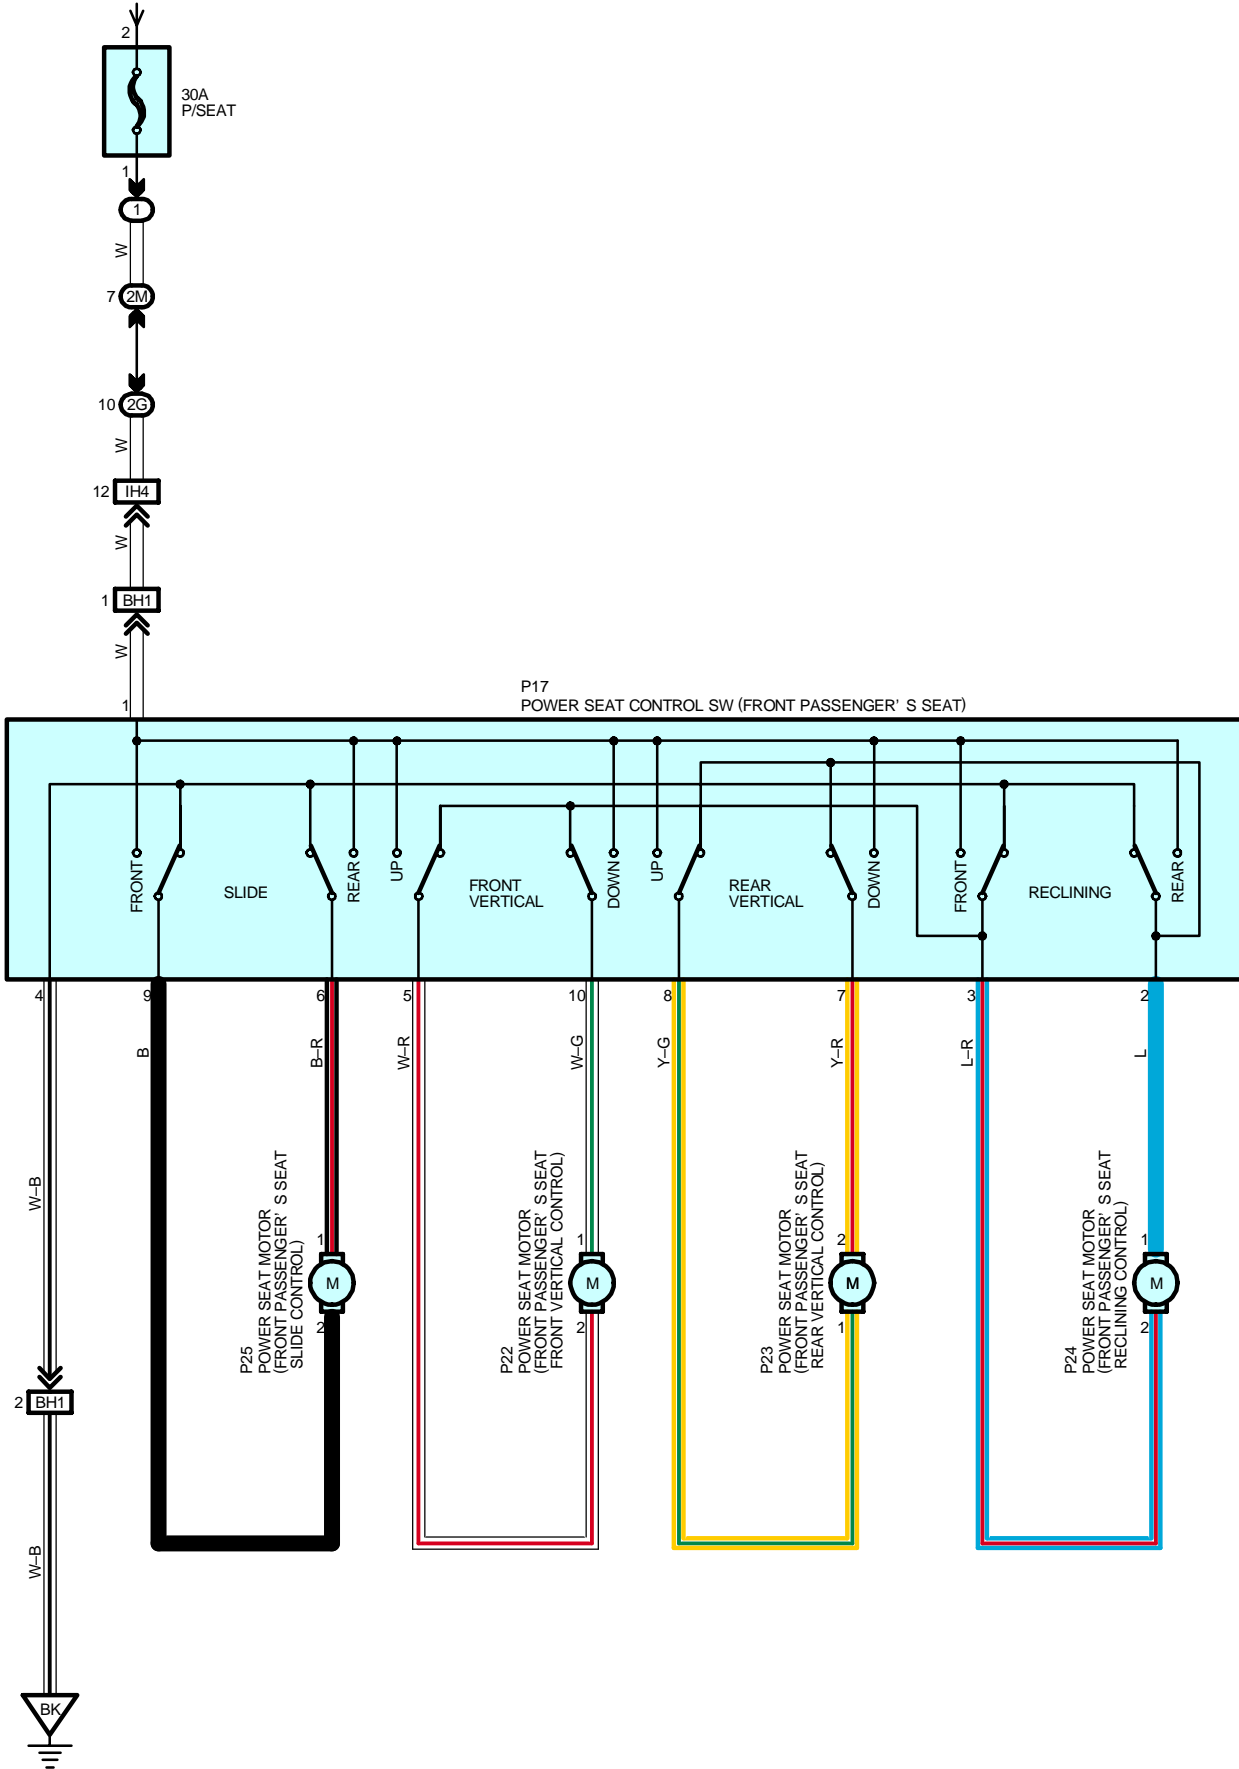 2
30A
P/SEAT
1
1
W
7 2M
10 2G
W
12 IH4
W
1 BH1
W
1
P17
POWER SEAT CONTROL SW (FRONT PASSENGER' S SEAT)
FRONT
SLIDE
REAR
UP
FRONT
VERTICAL
DOWN
UP
REAR
VERTICAL
DOWN
FRONT
RECLINING
REAR
4
9
6
5
10
8
7
3
2
B
B–R
W–R
W–G
Y–G
Y–R
L–R
L
W–B
P25
POWER SEAT MOTOR
(FRONT PASSENGER' S SEAT
SLIDE CONTROL)
1
M
2
P22
POWER SEAT MOTOR
(FRONT PASSENGER' S SEAT
FRONT VERTICAL CONTROL)
1
M
2
P23
POWER SEAT MOTOR
(FRONT PASSENGER' S SEAT
REAR VERTICAL CONTROL)
2
M
1
P24
POWER SEAT MOTOR
(FRONT PASSENGER' S SEAT
RECLINING CONTROL)
1
M
2
2 BH1
W–B
BK